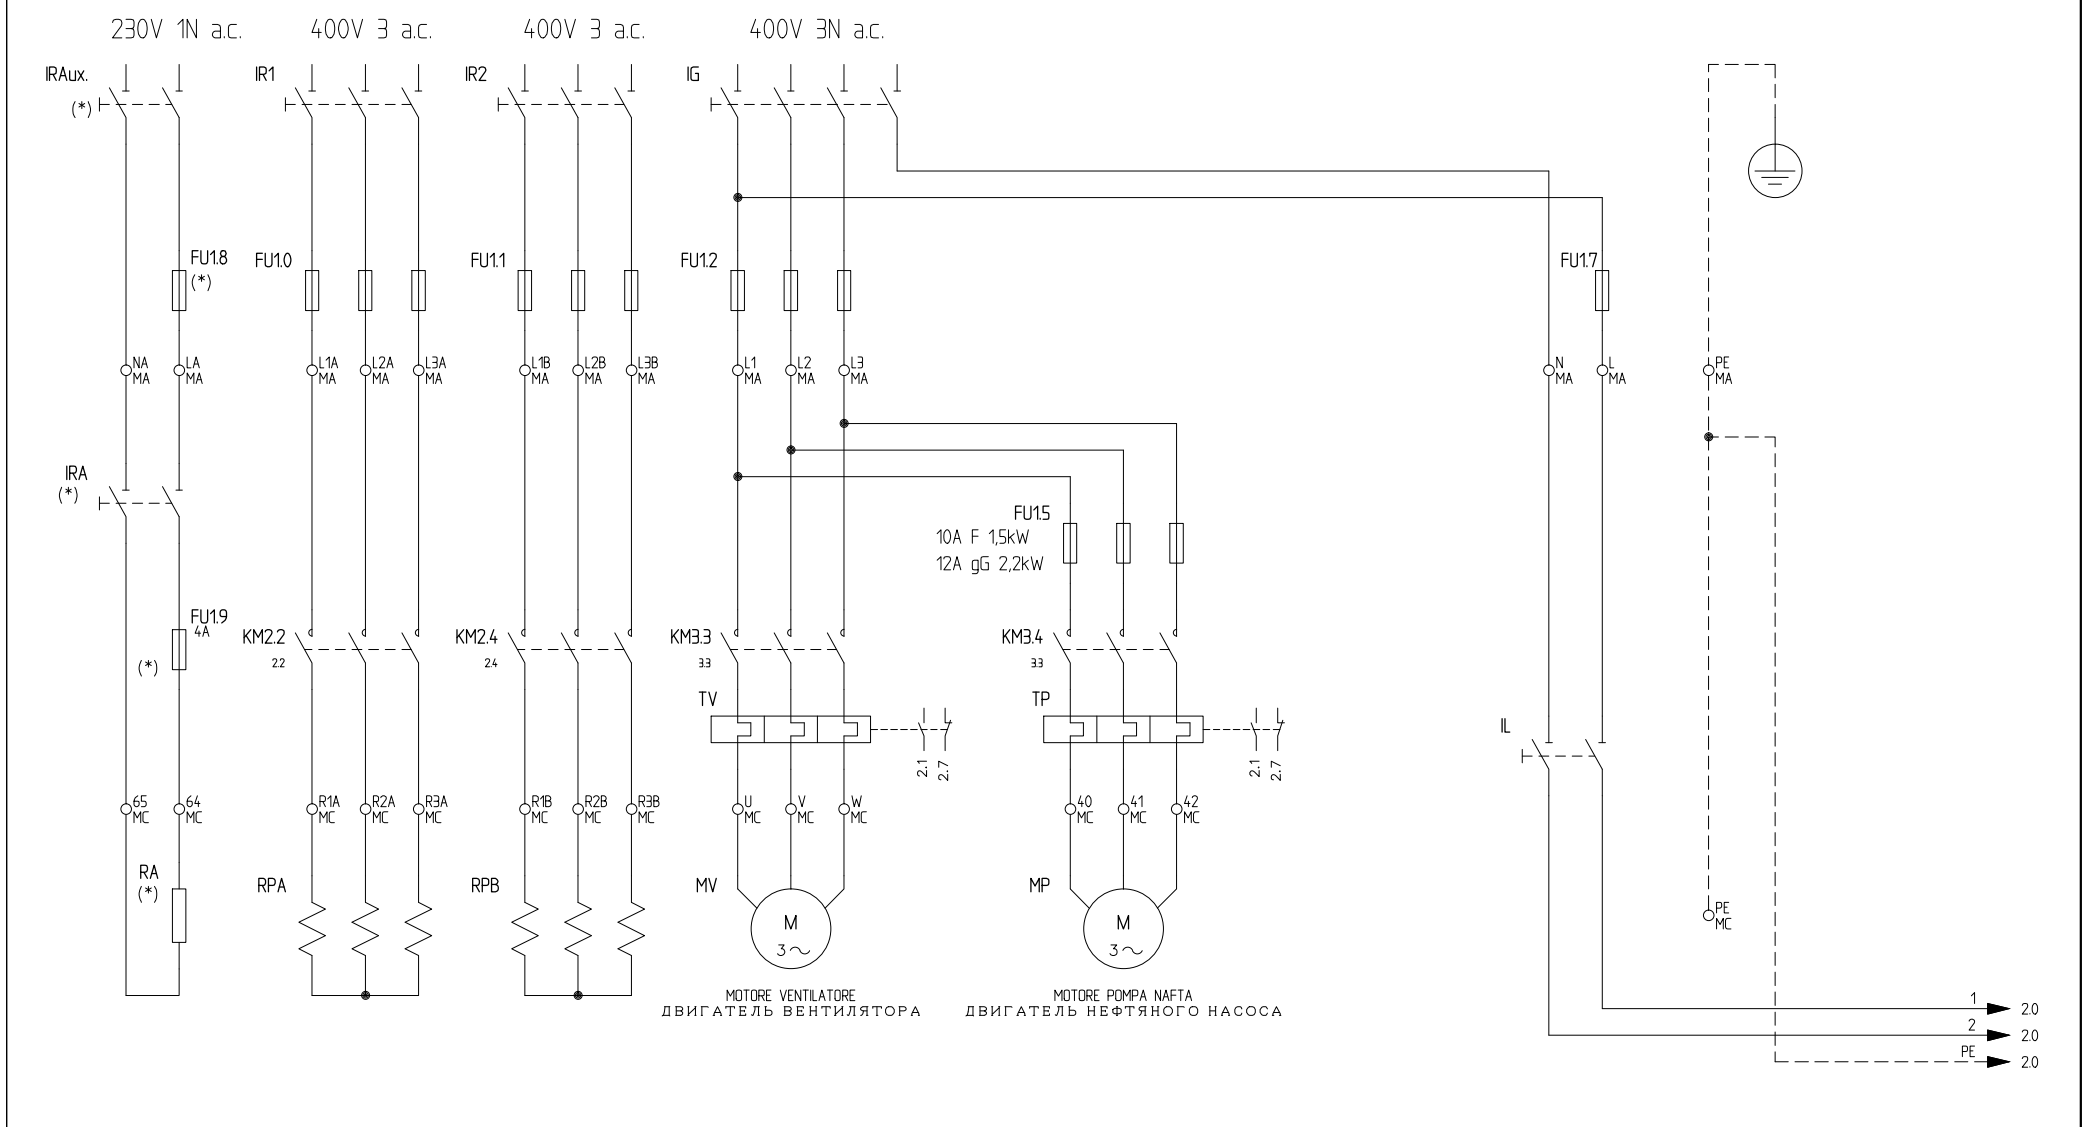 230V 1N a.c.
400V 3 a.c.
400V 3 a.c.
400V 3N a.c.
IRAux.
(*)
IR1
IR2
IG
FU1.8
(*)
FU1.0
FU1.1
FU1.2
FU1.7
NA
MA
LA
MA
L1A
MA
L2A
MA
L3A
MA
L1B
MA
L2B
MA
L3B
MA
L1
MA
L2
MA
L3
MA
N
MA
L
MA
PE
MA
IRA
(*)
FU1.5
10A F 1,5kW
12A gG 2,2kW
FU1.9
4A
(*)
KM2.2
2.2
KM2.4
2.4
KM3.3
3.3
KM3.4
3.3
TV
2.1
2.7
TP
2.1
2.7
IL
65
MC
64
MC
R1A
MC
R2A
MC
R3A
MC
R1B
MC
R2B
MC
R3B
MC
U
MC
V
MC
W
MC
40
MC
41
MC
42
MC
RA
(*)
RPA
RPB
MV
M
3~
MP
M
3~
PE
MC
MOTORE VENTILATORE
ДВИГАТЕЛЬ ВЕНТИЛЯТОРА
MOTORE POMPA NAFTA
ДВИГАТЕЛЬ НЕФТЯНОГО НАСОСА
1
2.0
2
2.0
PE
2.0